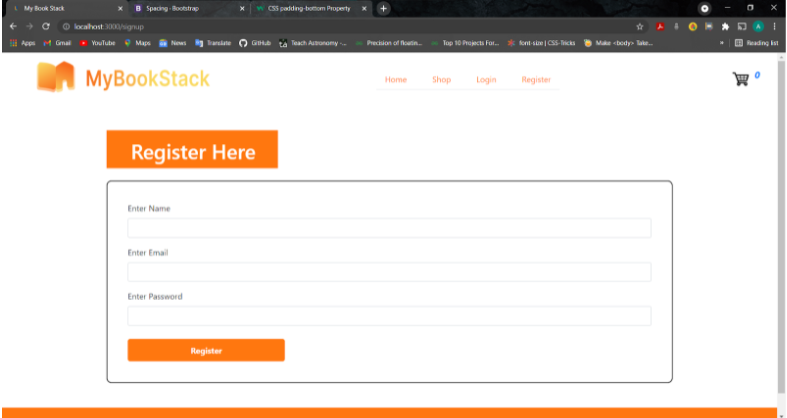 My Book Stack
Spacing · Bootstrap
CSS padding-bottom Property
localhost:3000/signup
Apps
Gmail
YouTube
Maps
News
Translate
GitHub
Teach Astronomy -...
Precision of floatin...
Top 10 Projects For...
font-size | CSS-Tricks
Make <body> Take...
»
Reading list
MyBookStack
Home
Shop
Login
Register
0
Register Here
Enter Name
Enter Email
Enter Password
Register